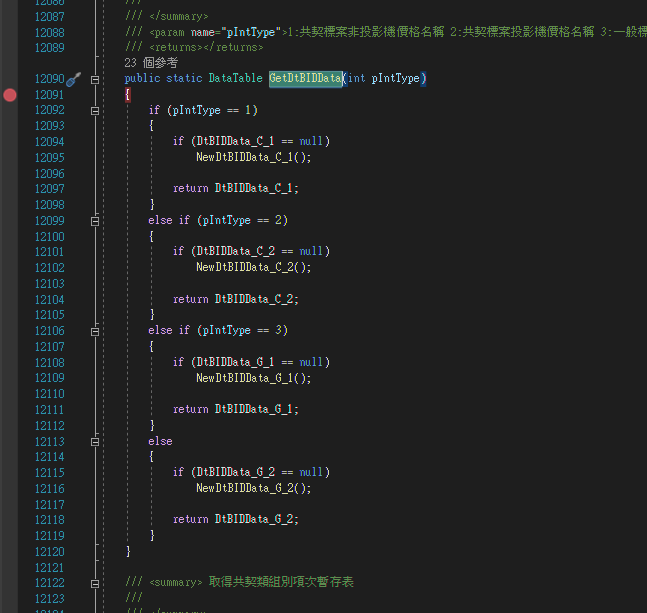 12086 ///
12087 /// </summary>
12088 /// <param name="pIntType">1:共契標案非投影機價格名稱 2:共契標案投影機價格名稱 3:一般標
12089 /// <returns></returns>
23 個參考
12090 public static DataTable GetDtBIDData(int pIntType)
12091 {
12092 if (pIntType == 1)
12093 {
12094 if (DtBIDData_C_1 == null)
12095 NewDtBIDData_C_1();
12096
12097 return DtBIDData_C_1;
12098 }
12099 else if (pIntType == 2)
12100 {
12101 if (DtBIDData_C_2 == null)
12102 NewDtBIDData_C_2();
12103
12104 return DtBIDData_C_2;
12105 }
12106 else if (pIntType == 3)
12107 {
12108 if (DtBIDData_G_1 == null)
12109 NewDtBIDData_G_1();
12110
12111 return DtBIDData_G_1;
12112 }
12113 else
12114 {
12115 if (DtBIDData_G_2 == null)
12116 NewDtBIDData_G_2();
12117
12118 return DtBIDData_G_2;
12119 }
12120 }
12121
12122 /// <summary> 取得共契類組別項次暫存表
12123 ///